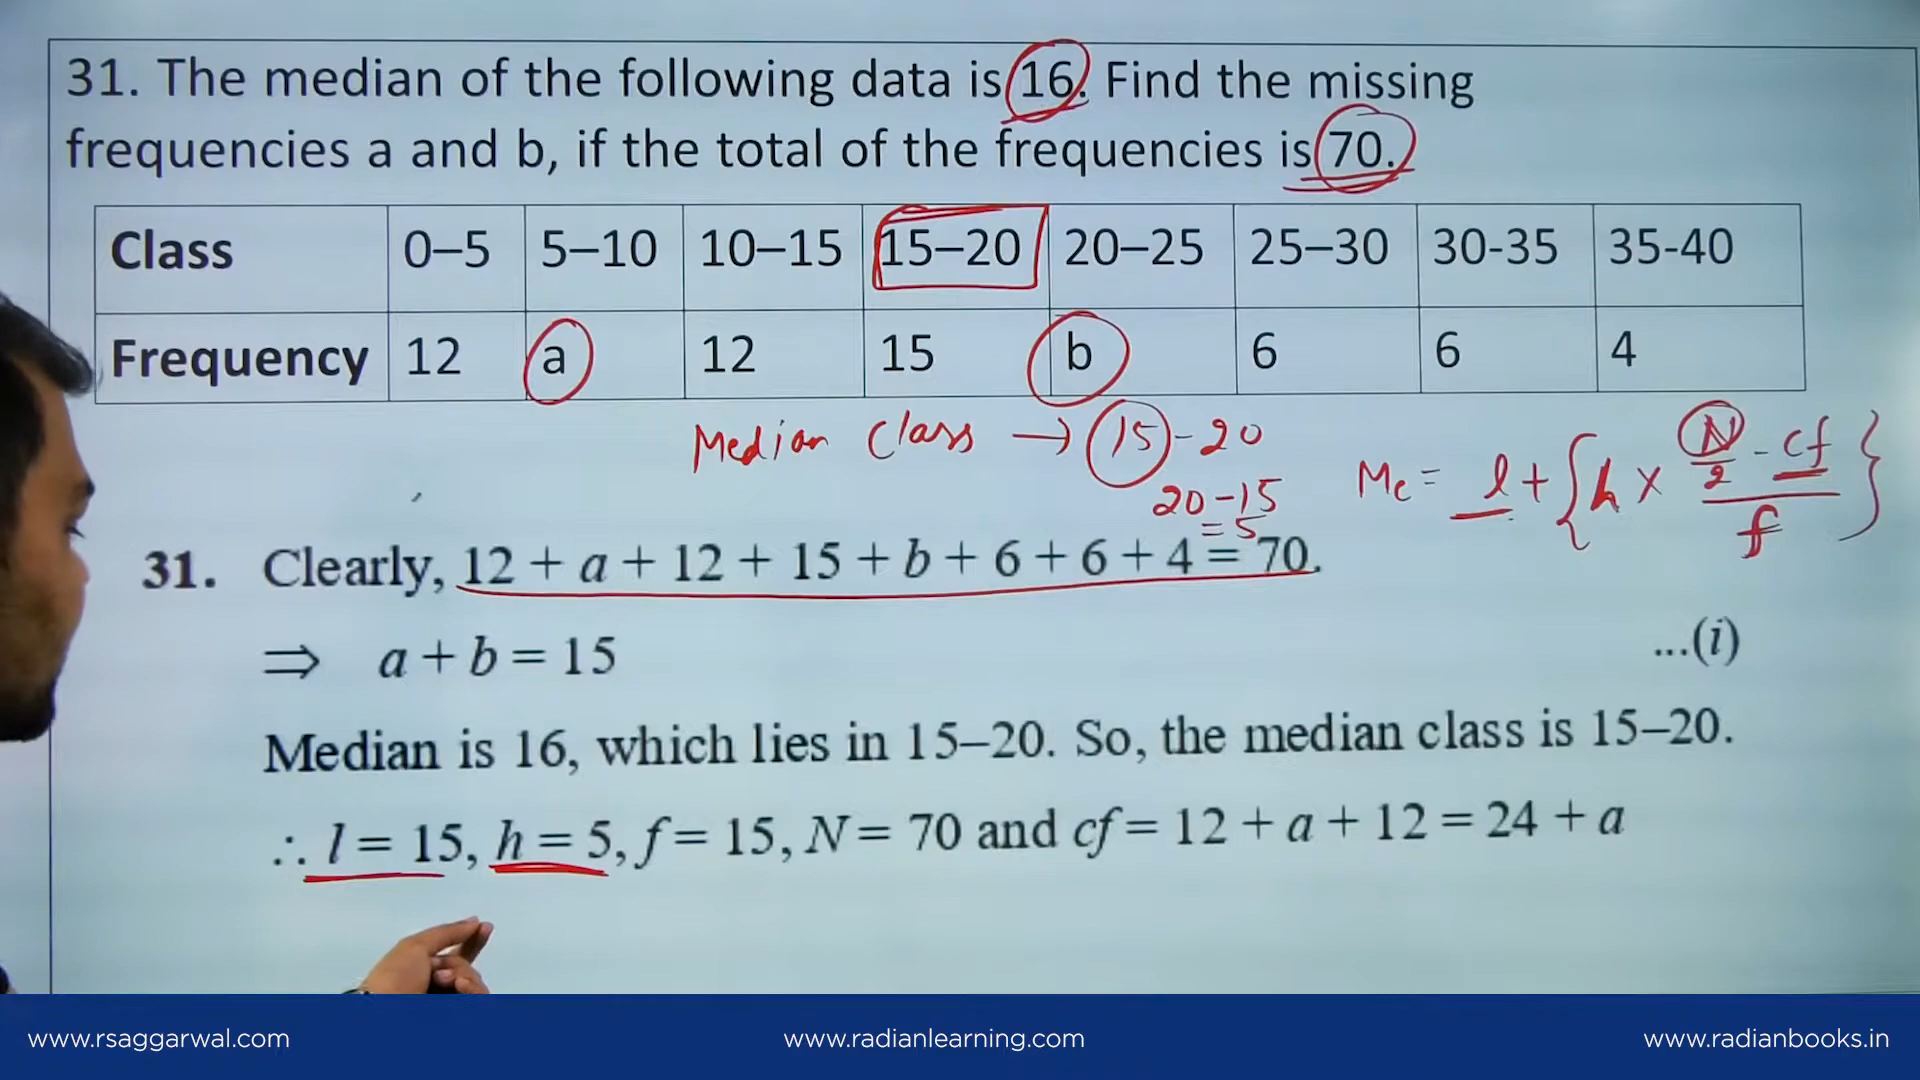 31. The median of the following data is 16. Find the missing
frequencies a and b, if the total of the frequencies is 70.
Class 0–5 5–10 10–15 15–20 20–25 25–30 30-35 35-40
Frequency 12 a 12 15 b 6 6 4
Median Class → 15-20
20-15
= 5
Me = l + { h × (N/2 - cf)/f }
31. Clearly, 12 + a + 12 + 15 + b + 6 + 6 + 4 = 70.
⇒ a + b = 15 ...(i)
Median is 16, which lies in 15–20. So, the median class is 15–20.
∴ l = 15, h = 5, f = 15, N = 70 and cf = 12 + a + 12 = 24 + a
www.rsaggarwal.com www.radianlearning.com www.radianbooks.in